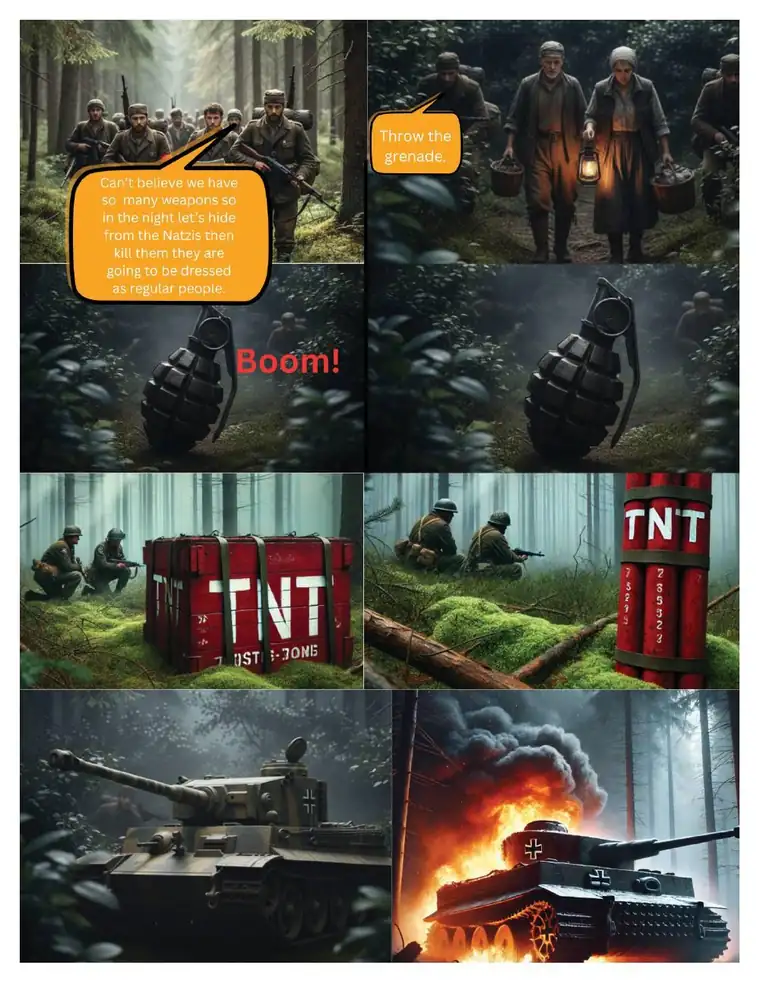 Can't believe we have
so many weapons so
in the night let's hide
from the Natzis then
kill them they are
going to be dressed
as regular people.
Throw the
grenade.
Boom!
TNT
TNT
TNT